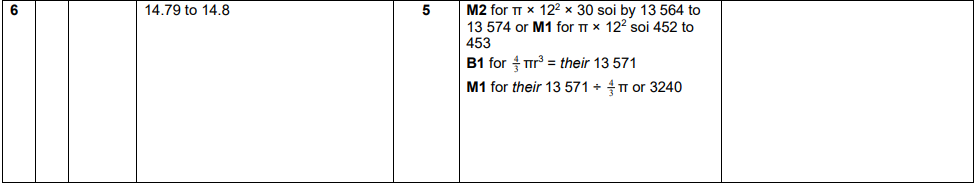 6 14.79 to 14.8 5 M2 for π × 12² × 30 soi by 13 564 to
13 574 or M1 for π × 12² soi 452 to
453
B1 for 4/3 πr³ = their 13 571
M1 for their 13 571 ÷ 4/3 π or 3240